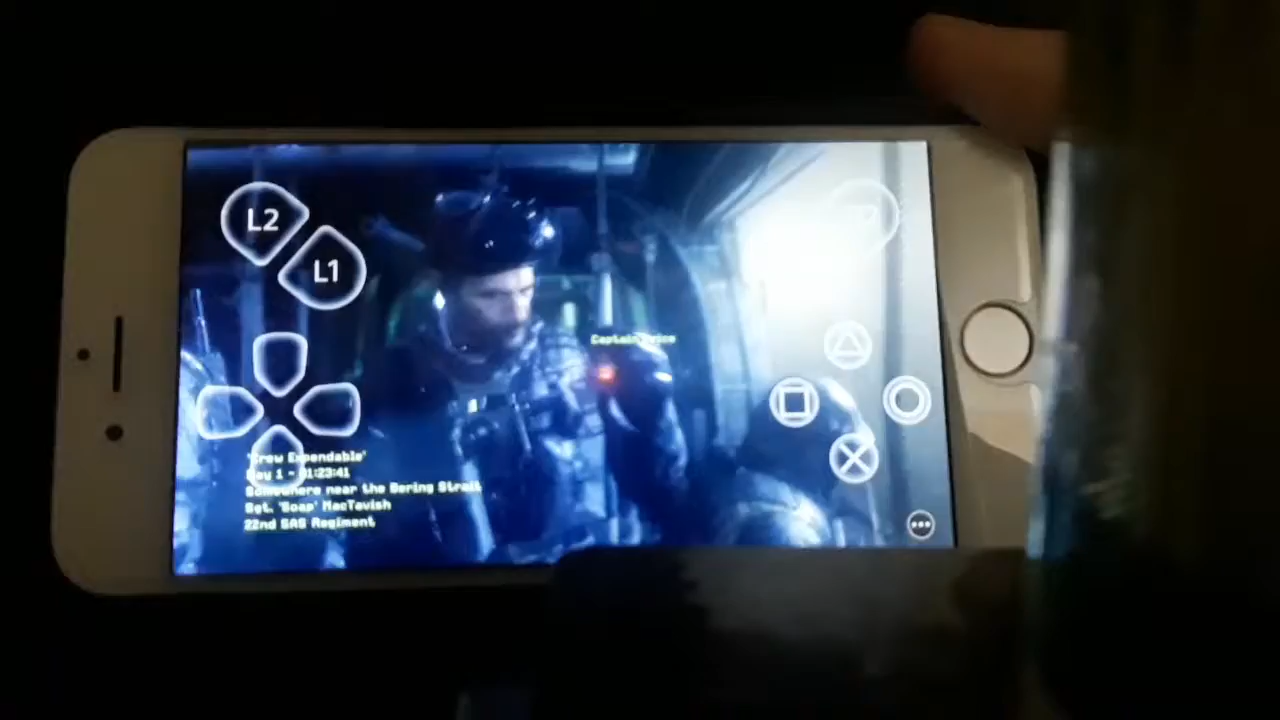 L2
L1
Captain Price
'Crew Expendable'
Day 1 - 01:23:41
Somewhere near the Bering Strait
Sgt. 'Soap' MacTavish
22nd SAS Regiment